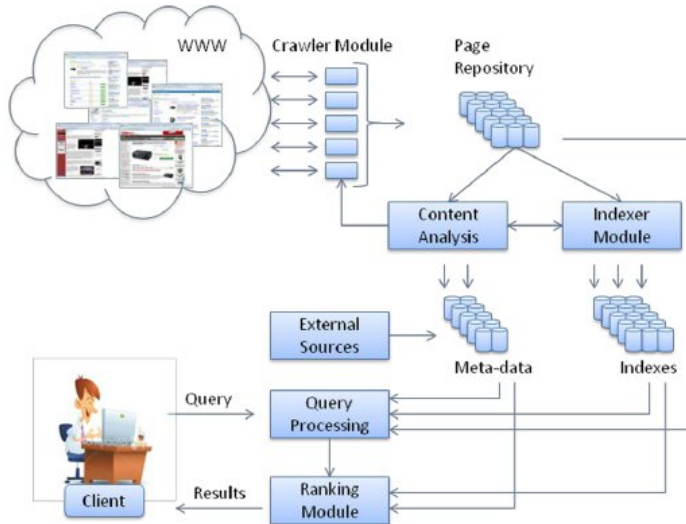 WWW
Crawler Module
Page
Repository
Content
Analysis
Indexer
Module
External
Sources
Meta-data
Indexes
Query
Query
Processing
Client
Results
Ranking
Module